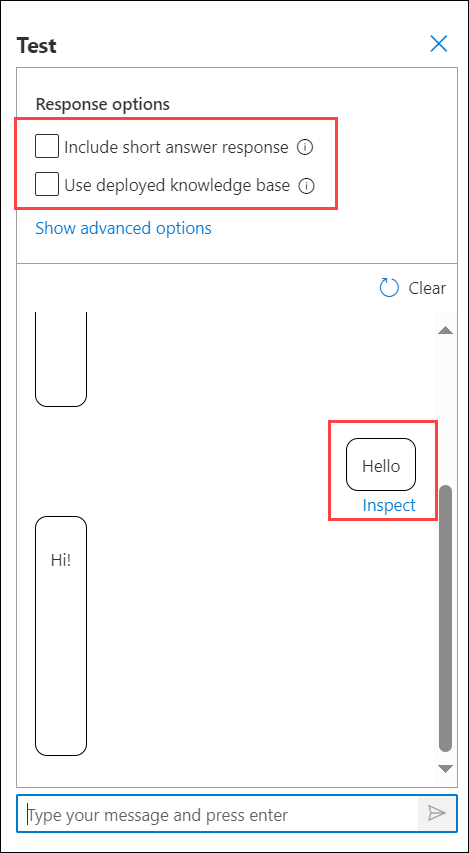 Test
Response options
Include short answer response
Use deployed knowledge base
Show advanced options
Clear
Hello
Inspect
Hi!
Type your message and press enter